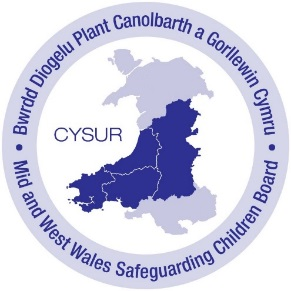 Bwrdd Diogelu Plant Canolbarth a Gorllewin Cymru
CYSUR
Mid and West Wales Safeguarding Children Board